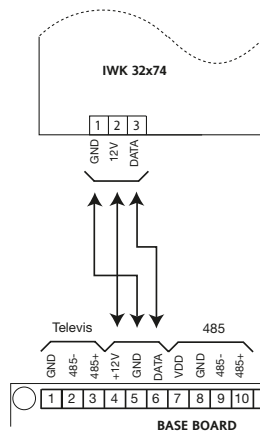 IWK 32x74
1 2 3
GND 12V DATA
Televis 485
GND 485- 485+ +12V GND DATA VDD GND 485- 485+
1 2 3 4 5 6 7 8 9 10
BASE BOARD